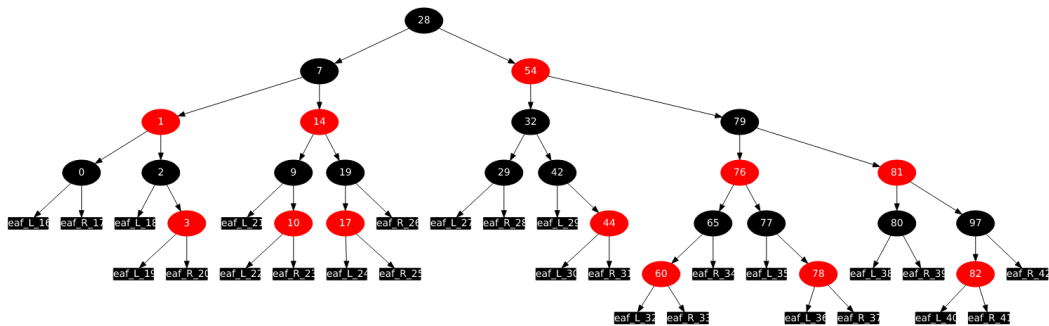 28
7 54
1 14 32 79
0 2 9 19 29 42 76 81
eaf_L_16 eaf_R_17 eaf_L_18 3 eaf_L_21 10 17 eaf_R_26 eaf_L_27 eaf_R_28 eaf_L_29 44 65 77 80 97
eaf_L_19 eaf_R_20 eaf_L_22 eaf_R_23 eaf_L_24 eaf_R_25 eaf_L_30 eaf_R_31 60 eaf_R_34 eaf_L_35 78 eaf_L_38 eaf_R_39 82 eaf_R_42
eaf_L_32 eaf_R_33 eaf_L_36 eaf_R_37 eaf_L_40 eaf_R_41